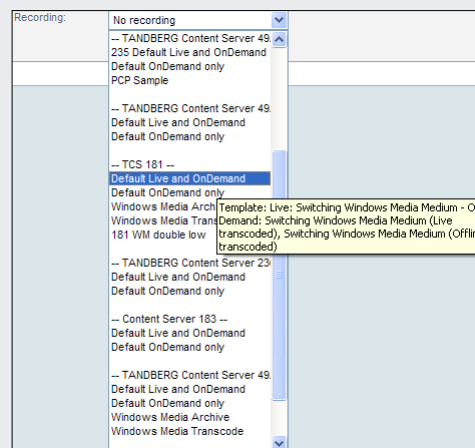 Recording:
No recording
-- TANDBERG Content Server 49.
235 Default Live and OnDemand
Default OnDemand only
PCP Sample
-- TANDBERG Content Server 49.
Default Live and OnDemand
Default OnDemand only
-- TCS 181 --
Default Live and OnDemand
Default OnDemand only
Windows Media Arch
Windows Media Trans
181 WM double low
Template: Live: Switching Windows Media Medium - O
Demand: Switching Windows Media Medium (Live
transcoded), Switching Windows Media Medium (Offlin
transcoded)
-- TANDBERG Content Server 23
Default Live and OnDemand
Default OnDemand only
-- Content Server 183 --
Default Live and OnDemand
Default OnDemand only
-- TANDBERG Content Server 49.
Default Live and OnDemand
Default OnDemand only
Windows Media Archive
Windows Media Transcode